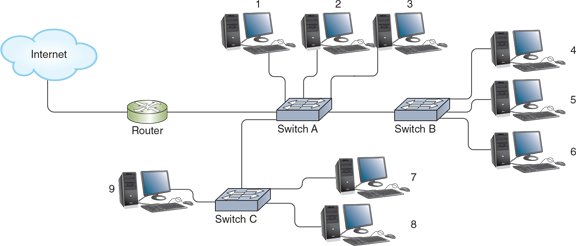 1 2 3
Internet
4
5
Router
Switch A
Switch B
6
7
9
Switch C
8